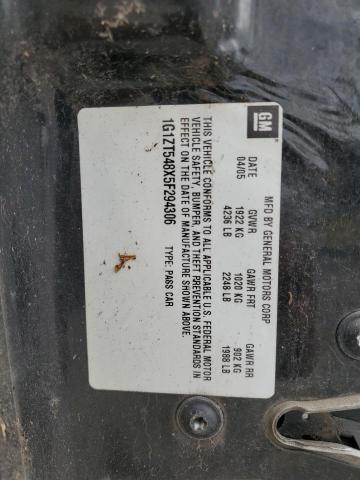 GM
MFD BY GENERAL MOTORS CORP
DATE GVWR GAWR FRT GAWR RR
04/05 1922 KG 1020 KG 902 KG
4236 LB 2248 LB 1988 LB
THIS VEHICLE CONFORMS TO ALL APPLICABLE U.S. FEDERAL MOTOR
VEHICLE SAFETY, BUMPER AND THEFT PREVENTION STANDARDS IN
EFFECT ON THE DATE OF MANUFACTURE SHOWN ABOVE.
1G1ZT548X5F294306 TYPE: PASS CAR
A